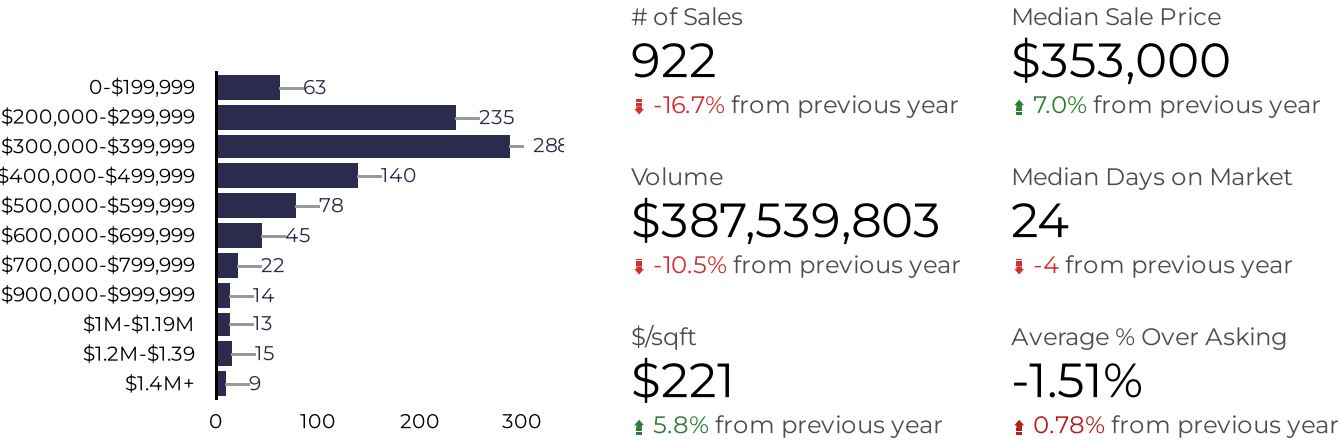 0-$199,999 63
$200,000-$299,999 235
$300,000-$399,999 288
$400,000-$499,999 140
$500,000-$599,999 78
$600,000-$699,999 45
$700,000-$799,999 22
$900,000-$999,999 14
$1M-$1.19M 13
$1.2M-$1.39 15
$1.4M+ 9
0 100 200 300
# of Sales
922
-16.7% from previous year
Median Sale Price
$353,000
7.0% from previous year
Volume
$387,539,803
-10.5% from previous year
Median Days on Market
24
-4 from previous year
$/sqft
$221
5.8% from previous year
Average % Over Asking
-1.51%
0.78% from previous year